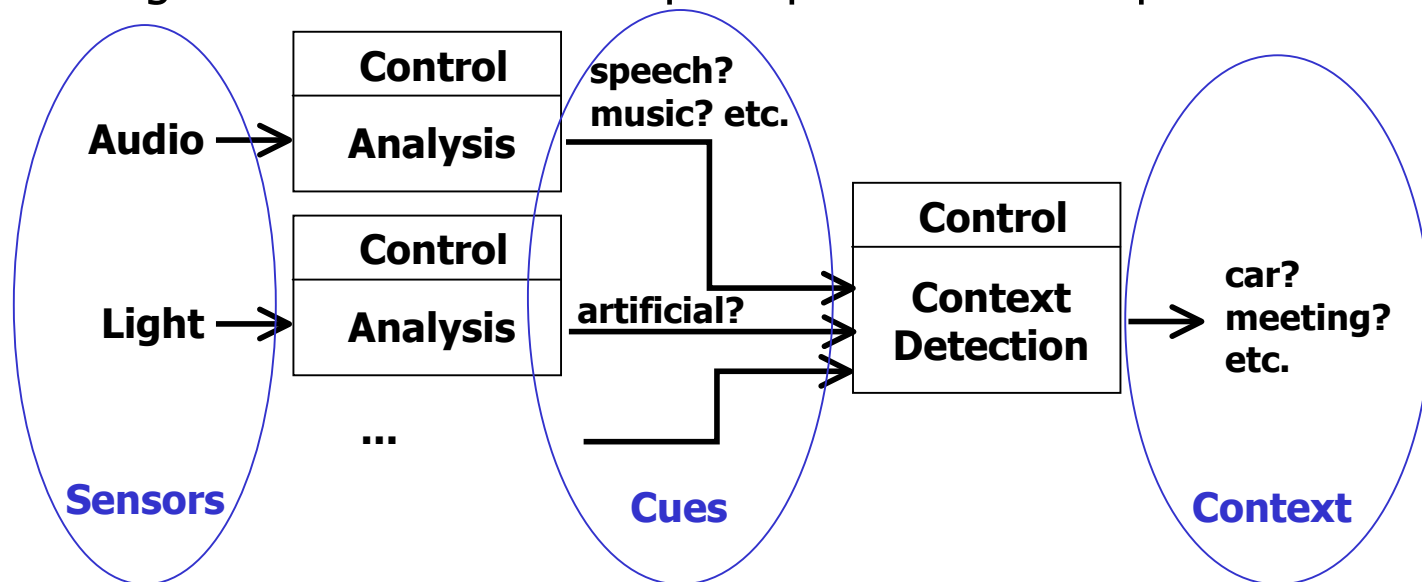 Control
Audio
Analysis
speech?
music? etc.
Control
Light
Analysis
artificial?
...
Control
Context
Detection
car?
meeting?
etc.
Sensors
Cues
Context